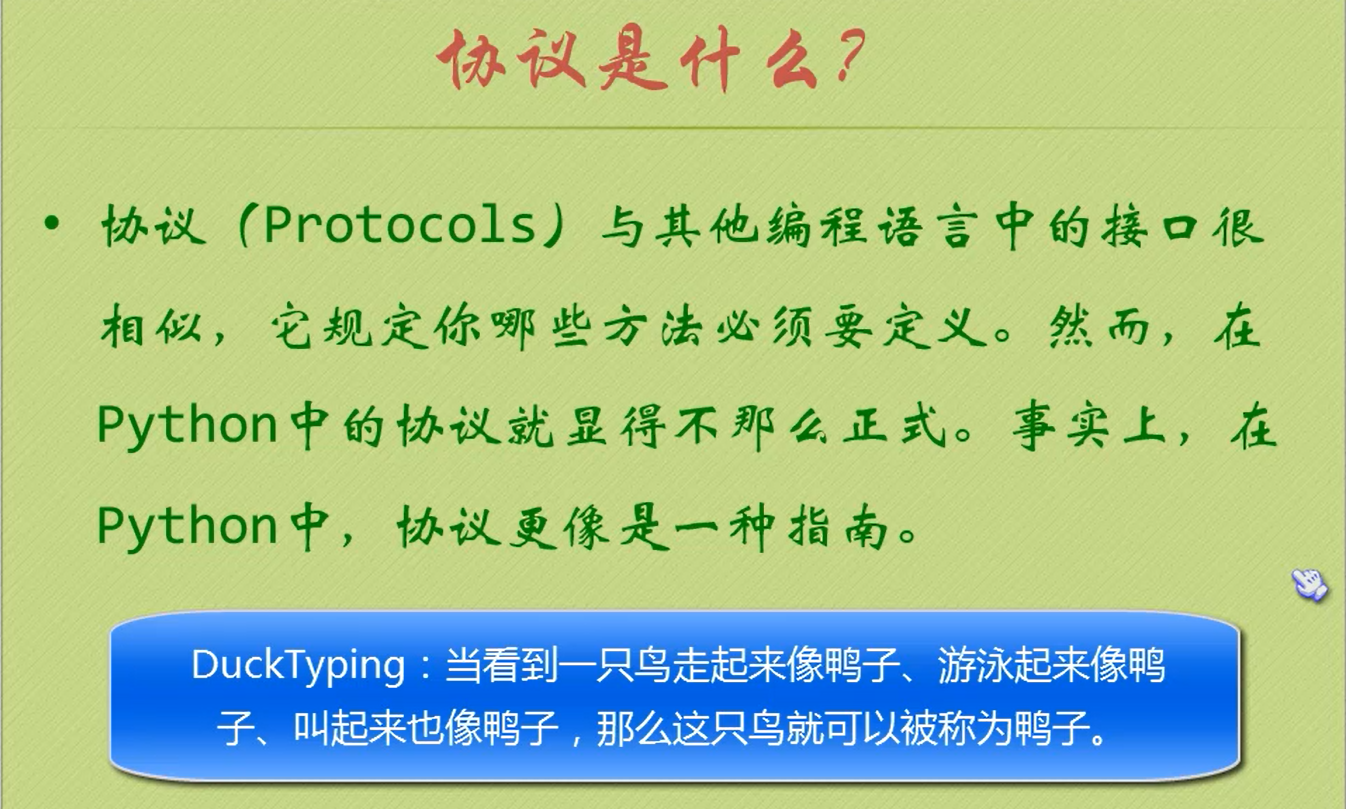 协议是什么？
• 协议（Protocols）与其他编程语言中的接口很
相似，它规定你哪些方法必须要定义。然而，在
Python中的协议就显得不那么正式。事实上，在
Python中，协议更像是一种指南。
DuckTyping：当看到一只鸟走起来像鸭子、游泳起来像鸭
子、叫起来也像鸭子，那么这只鸟就可以被称为鸭子。